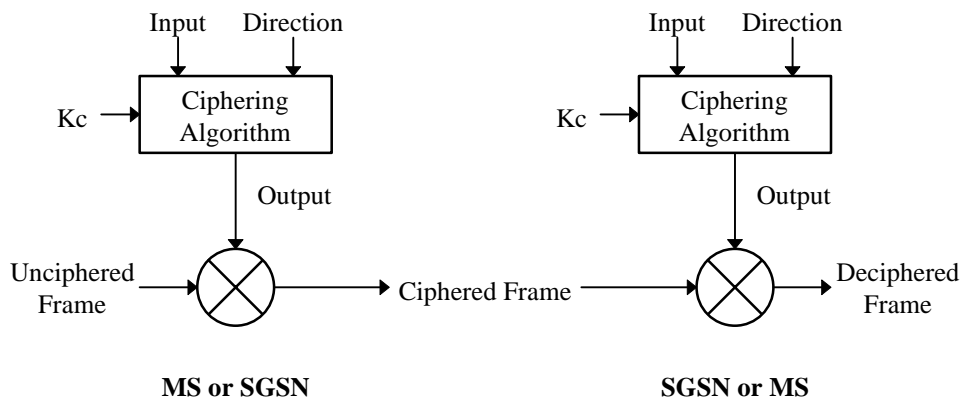 Input Direction Input Direction
Kc Ciphering Algorithm Kc Ciphering Algorithm
Output Output
Unciphered Frame Ciphered Frame Deciphered Frame
MS or SGSN SGSN or MS